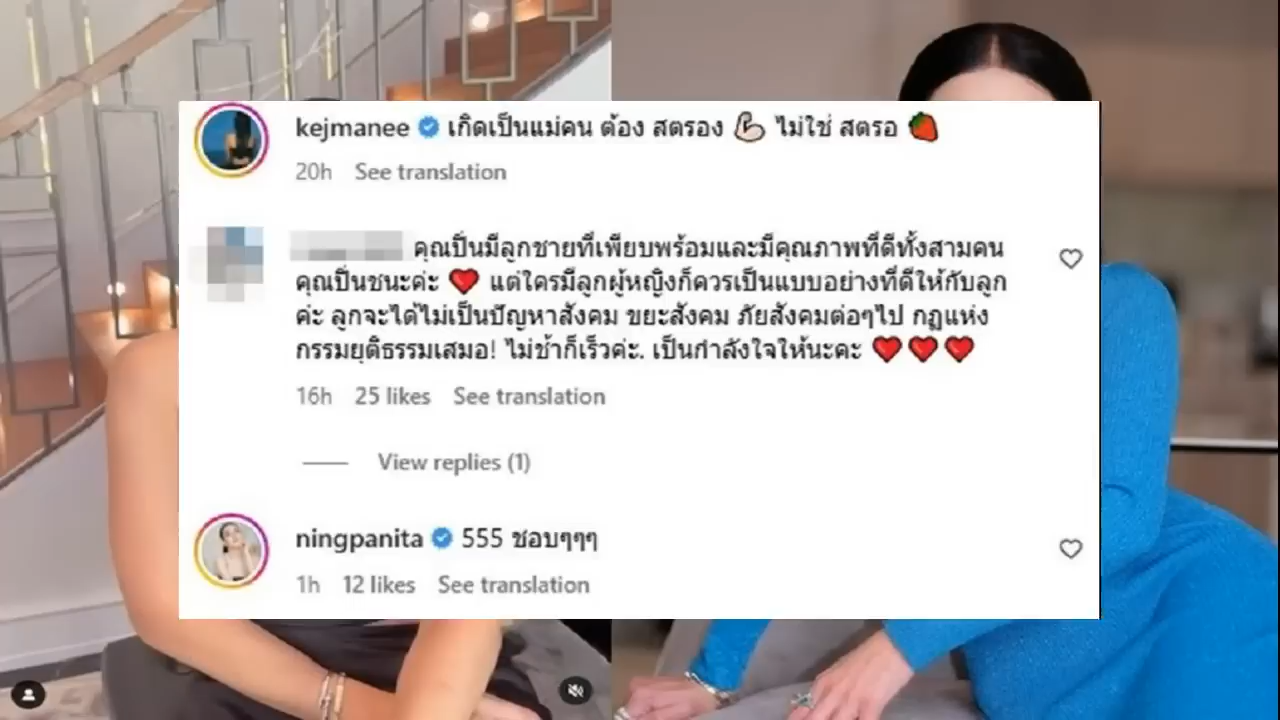 kejmanee เกิดเป็นแม่คน ต้อง สตรอง 💪🏻 ไม่ใช่ สตรอ 🍓
20h See translation
คุณปิ่นมีลูกชายที่เพียบพร้อมและมีคุณภาพที่ดีทั้งสามคน
คุณปิ่นชนะค่ะ ❤️ แต่ใครมีลูกผู้หญิงก็ควรเป็นแบบอย่างที่ดีให้กับลูก
ค่ะ ลูกจะได้ไม่เป็นปัญหาสังคม ขยะสังคม ภัยสังคมต่อๆไป กฏแห่ง
กรรมยุติธรรมเสมอ! ไม่ช้าก็เร็วค่ะ. เป็นกำลังใจให้นะคะ ❤️❤️❤️
16h 25 likes See translation
View replies (1)
ningpanita 555 ชอบๆๆๆ
1h 12 likes See translation